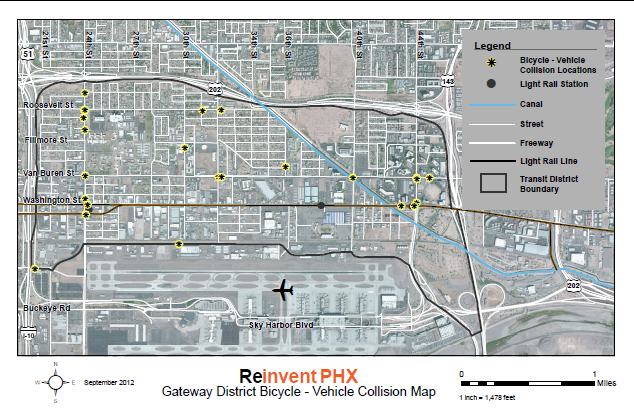 21st St
24th St
27th St
30th St
34th St
36th St
40th St
44th St
51
202
143
Legend
Bicycle - Vehicle
Collision Locations
Light Rail Station
Canal
Street
Freeway
Light Rail Line
Transit District
Boundary
Roosevelt St
Fillmore St
Van Buren St
Washington St
202
Buckeye Rd
Sky Harbor Blvd
I-10
N
W E
S
September 2012
Reinvent PHX
Gateway District Bicycle - Vehicle Collision Map
0 1
Miles
1 inch = 1,478 feet